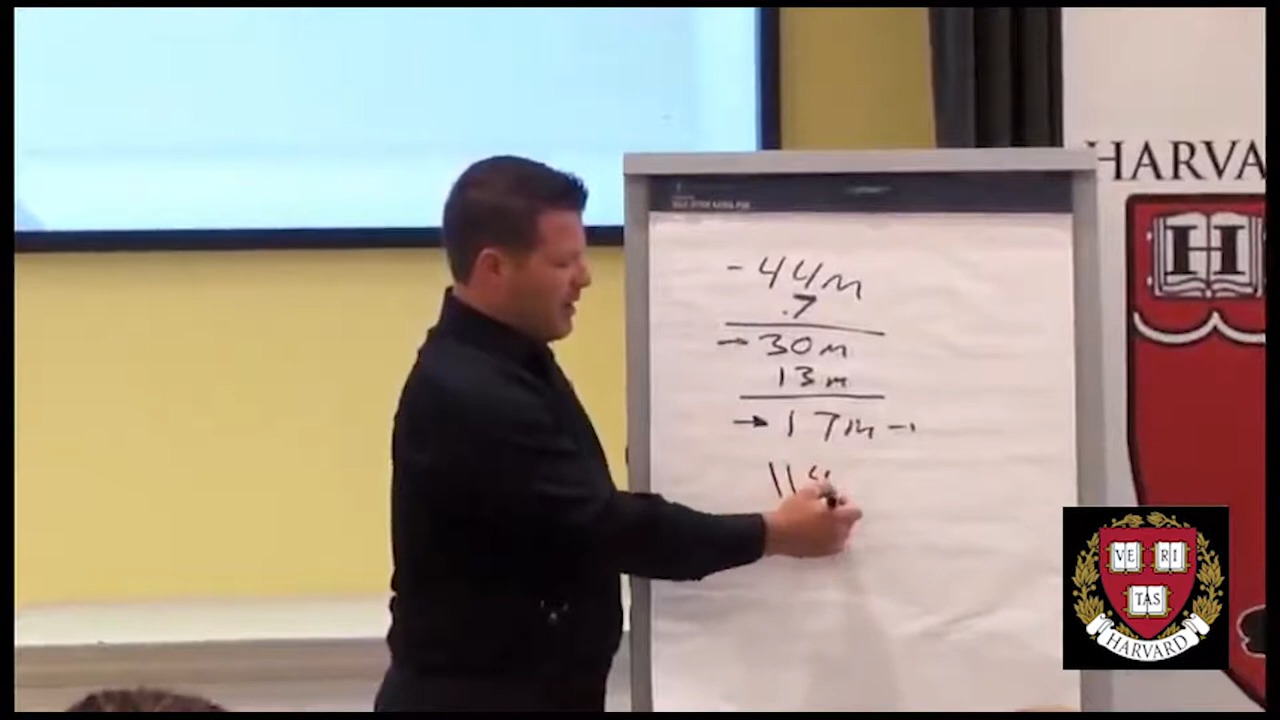 HARVA
H
- 44m
.7
→ 30m
13m
→ 17m -
VE RI
TAS
HARVARD